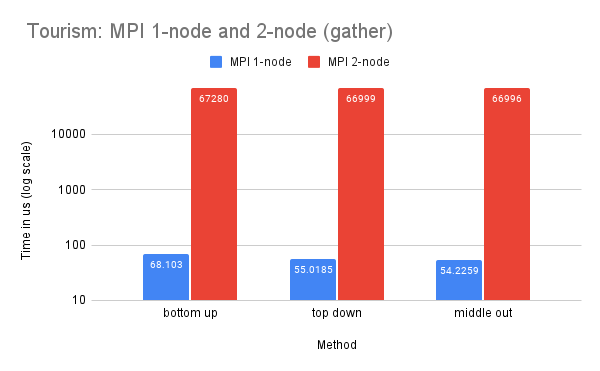 Tourism: MPI 1-node and 2-node (gather)
MPI 1-node MPI 2-node
Time in us (log scale)
10000
1000
100
10
67280
66999
66996
68.103
55.0185
54.2259
bottom up
top down
middle out
Method